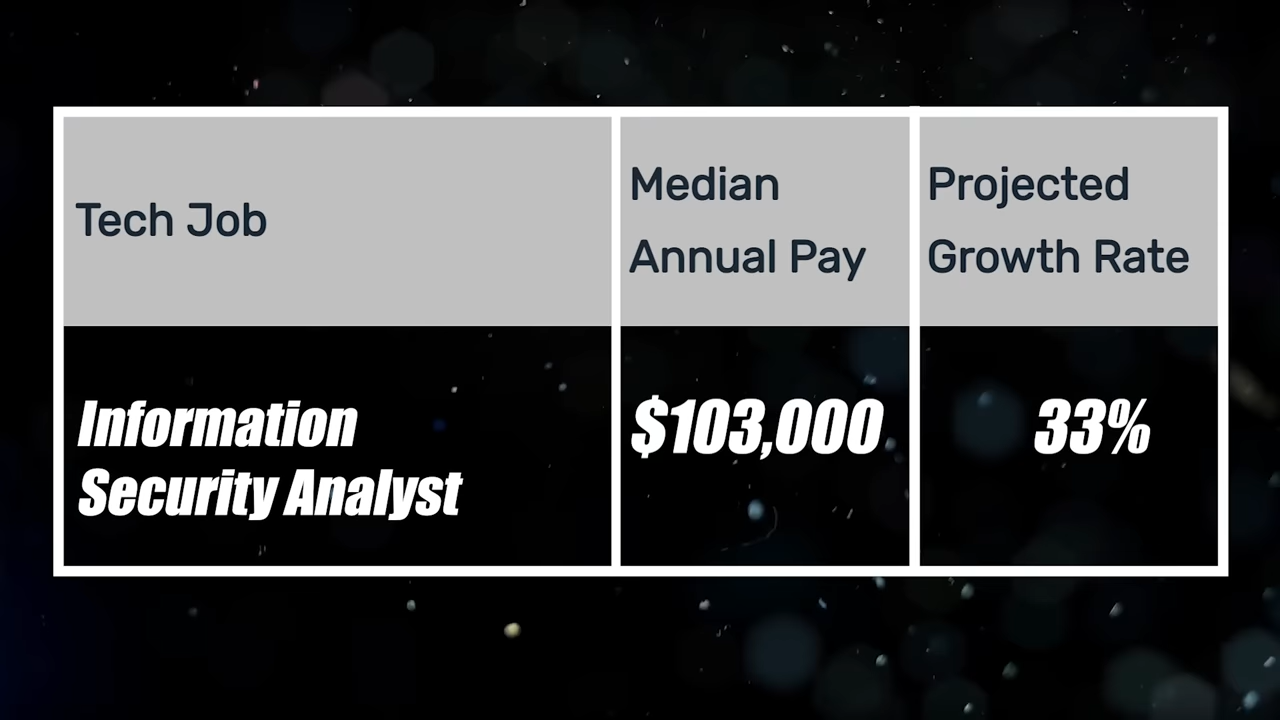 Tech Job
Median
Annual Pay
Projected
Growth Rate
Information
Security Analyst
$103,000
33%